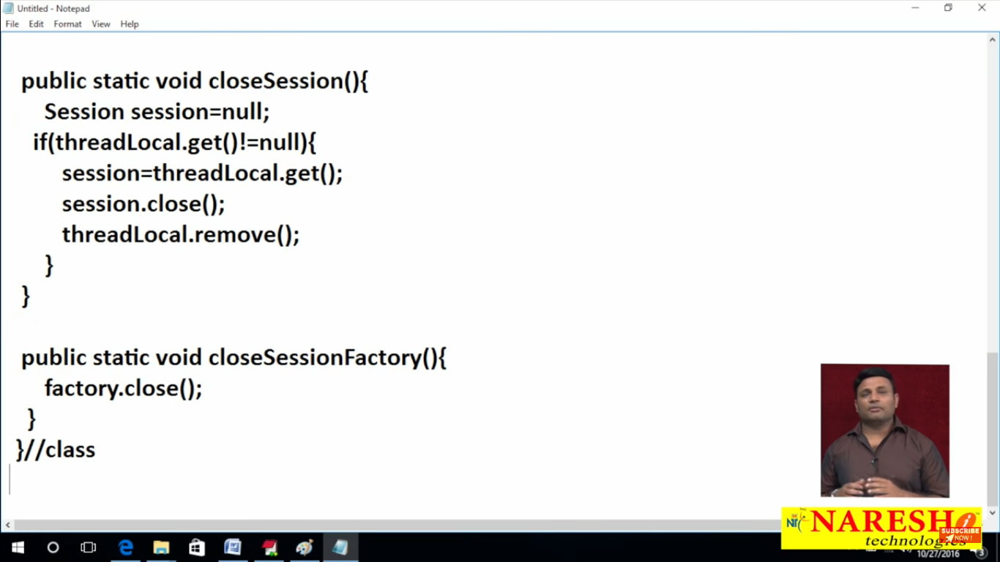 Untitled - Notepad
File Edit Format View Help
public static void closeSession(){
Session session=null;
if(threadLocal.get()!=null){
session=threadLocal.get();
session.close();
threadLocal.remove();
}
}
public static void closeSessionFactory(){
factory.close();
}
}//class
NARESH i
technologies
SUBSCRIBE
NOW !
10/27/2016
3